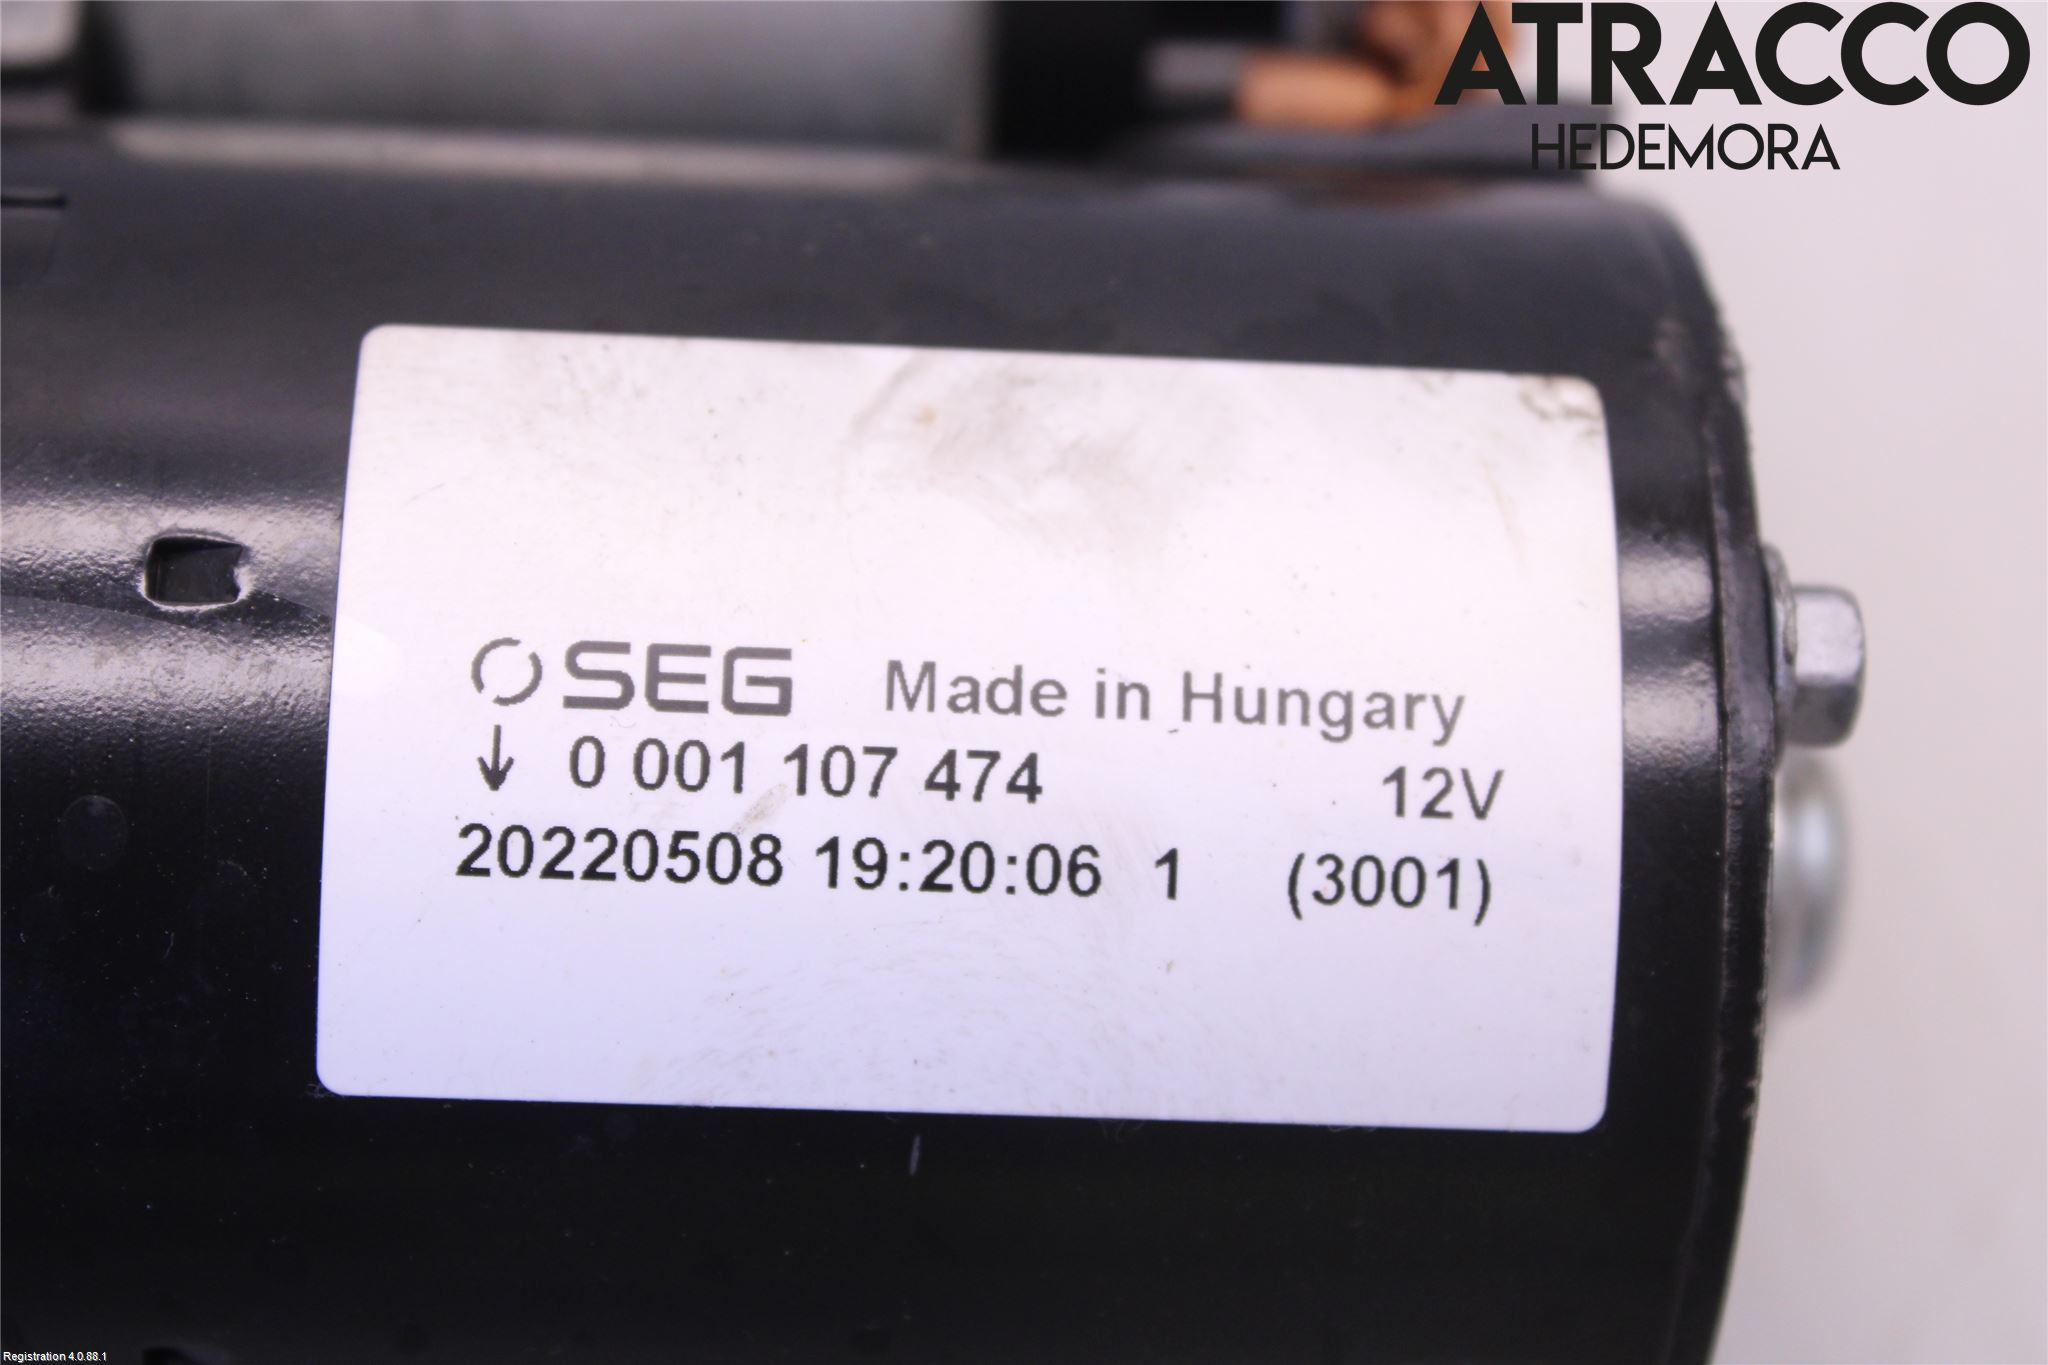 ATRACCO
HEDEMORA
SEG Made in Hungary
↓ 0 001 107 474 12V
20220508 19:20:06 1 (3001)
Registration 4.0.88.1